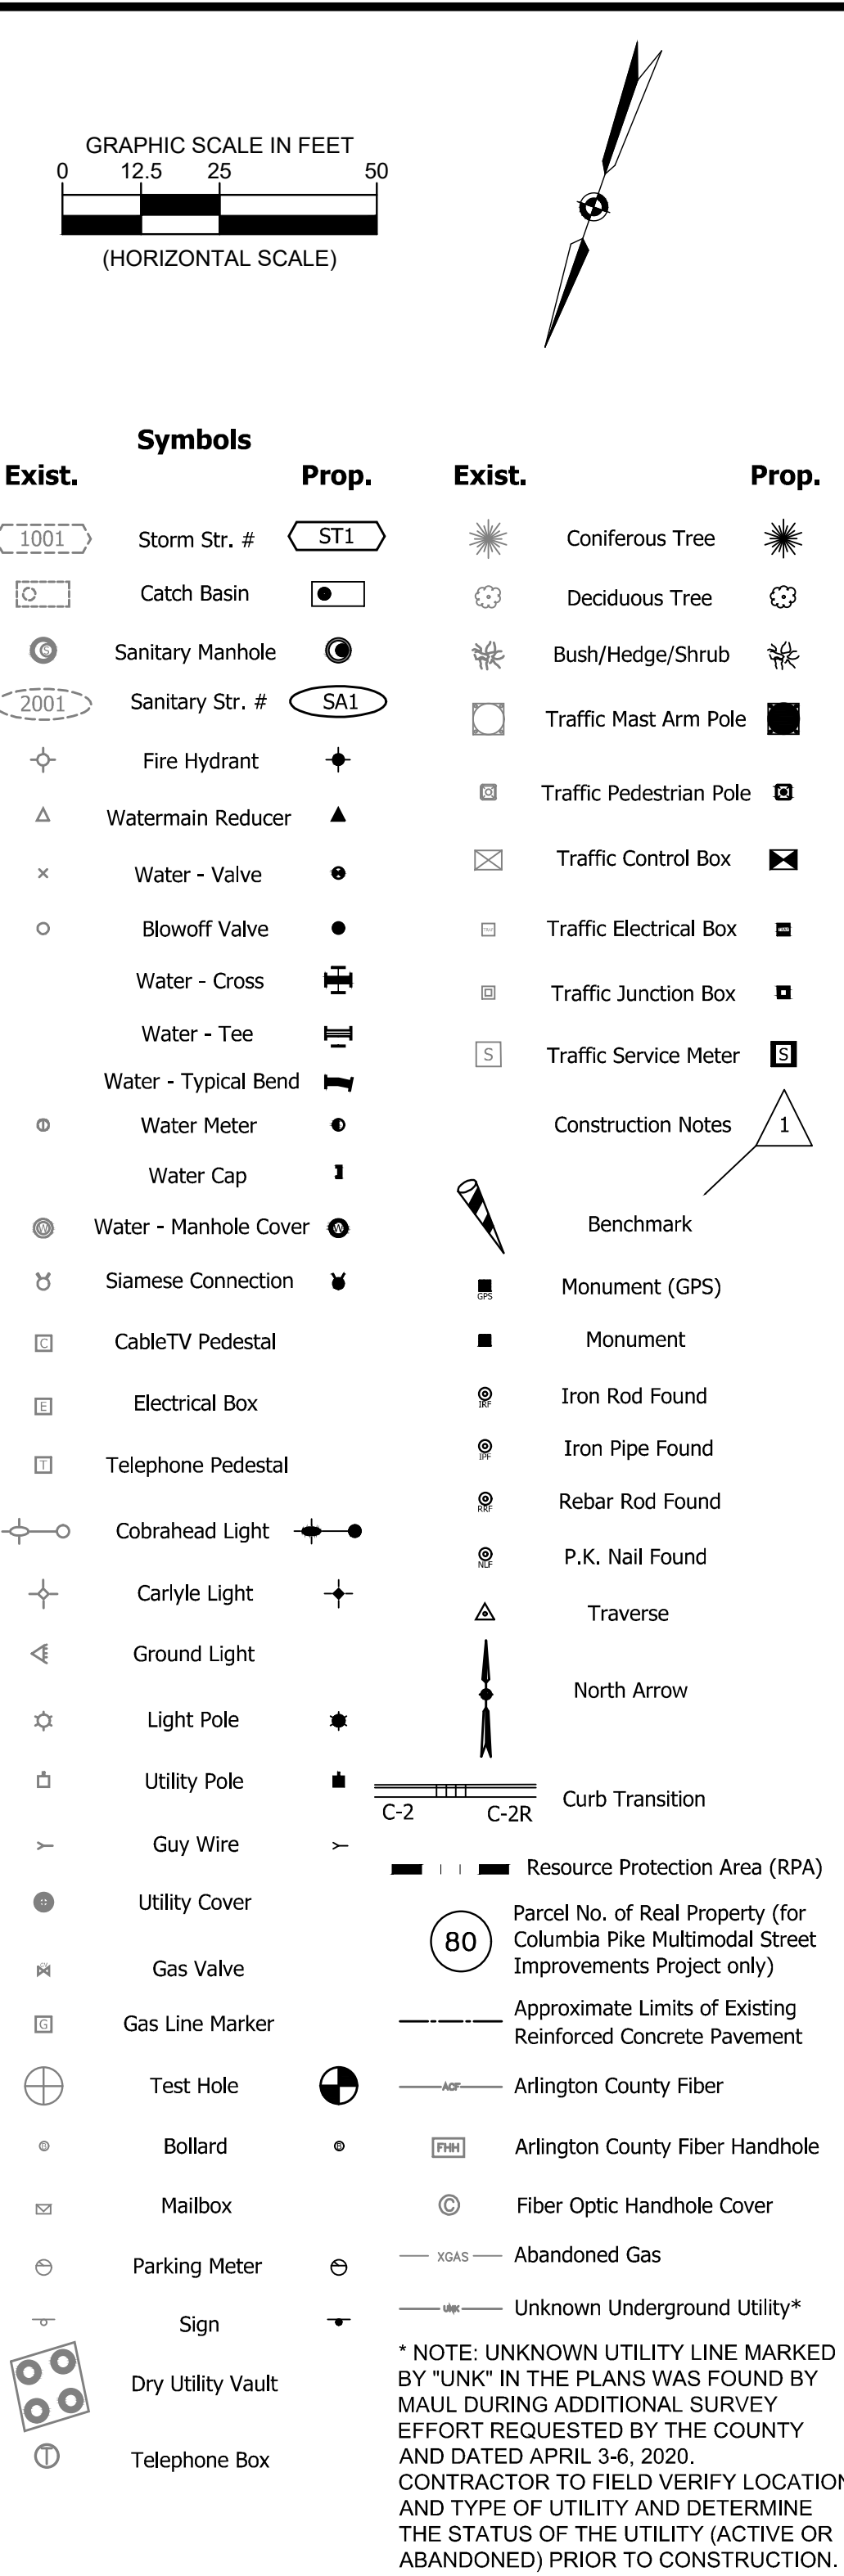 GRAPHIC SCALE IN FEET
0 12.5 25 50
(HORIZONTAL SCALE)
Symbols
Exist. Prop.
1001 Storm Str. # ST1
Catch Basin
S Sanitary Manhole
2001 Sanitary Str. # SA1
Fire Hydrant
Watermain Reducer
Water - Valve
Blowoff Valve
Water - Cross
Water - Tee
Water - Typical Bend
Water Meter
Water Cap
W Water - Manhole Cover W
Siamese Connection
C CableTV Pedestal
E Electrical Box
T Telephone Pedestal
Cobrahead Light
Carlyle Light
Ground Light
Light Pole
Utility Pole
Guy Wire
Utility Cover
Gas Valve
G Gas Line Marker
Test Hole
B Bollard B
Mailbox
Parking Meter
Sign
Dry Utility Vault
T Telephone Box
Exist. Prop.
Coniferous Tree
Deciduous Tree
Bush/Hedge/Shrub
Traffic Mast Arm Pole
Traffic Pedestrian Pole
Traffic Control Box
Traffic Electrical Box
Traffic Junction Box
S Traffic Service Meter S
Construction Notes 1
Benchmark
GPS Monument (GPS)
Monument
IRF Iron Rod Found
IPF Iron Pipe Found
RRF Rebar Rod Found
NLF P.K. Nail Found
Traverse
North Arrow
C-2 C-2R Curb Transition
Resource Protection Area (RPA)
80 Parcel No. of Real Property (for
Columbia Pike Multimodal Street
Improvements Project only)
Approximate Limits of Existing
Reinforced Concrete Pavement
ACF Arlington County Fiber
FHH Arlington County Fiber Handhole
C Fiber Optic Handhole Cover
XGAS Abandoned Gas
UNK Unknown Underground Utility*
* NOTE: UNKNOWN UTILITY LINE MARKED
BY "UNK" IN THE PLANS WAS FOUND BY
MAUL DURING ADDITIONAL SURVEY
EFFORT REQUESTED BY THE COUNTY
AND DATED APRIL 3-6, 2020.
CONTRACTOR TO FIELD VERIFY LOCATION
AND TYPE OF UTILITY AND DETERMINE
THE STATUS OF THE UTILITY (ACTIVE OR
ABANDONED) PRIOR TO CONSTRUCTION.